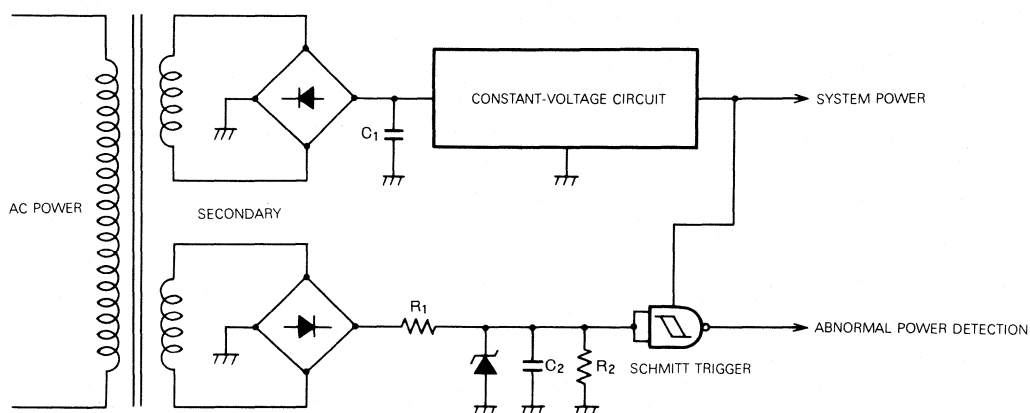 CONSTANT-VOLTAGE CIRCUIT
SYSTEM POWER
C1
AC POWER
SECONDARY
R1
ABNORMAL POWER DETECTION
C2
R2
SCHMITT TRIGGER